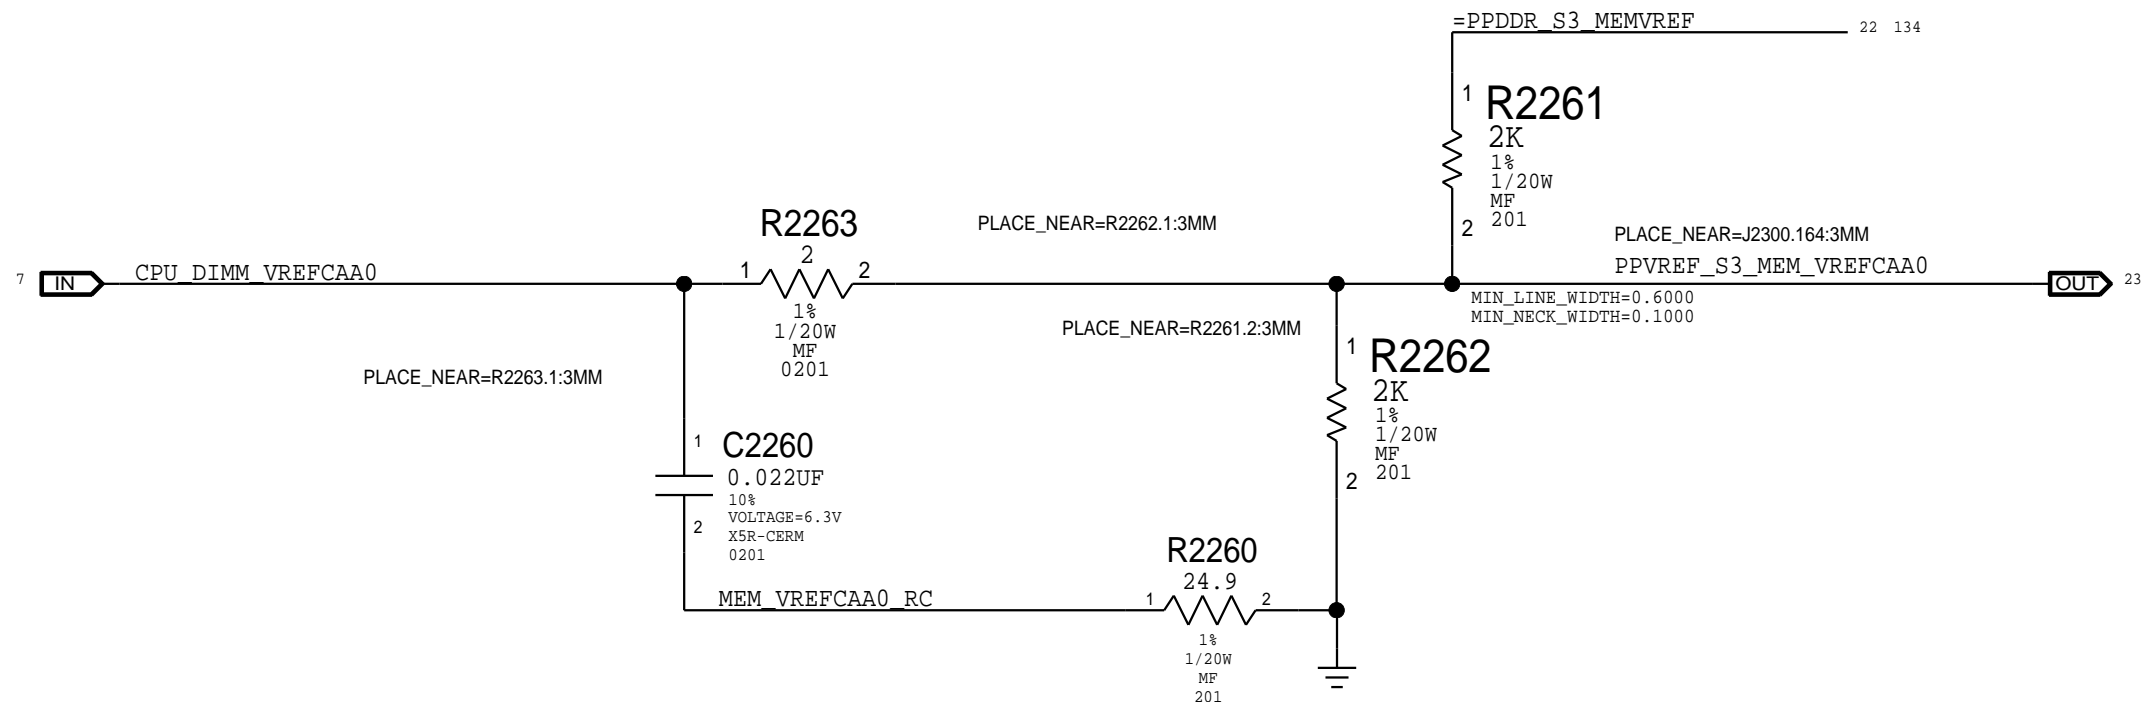 =PPDDR_S3_MEMVREF
22 134
1
R2261
2K
1%
1/20W
MF
201
2
R2263
2
1
2
1%
1/20W
MF
0201
PLACE_NEAR=R2262.1:3MM
PLACE_NEAR=J2300.164:3MM
7
IN
CPU_DIMM_VREFCAA0
PPVREF_S3_MEM_VREFCAA0
OUT
23
MIN_LINE_WIDTH=0.6000
MIN_NECK_WIDTH=0.1000
PLACE_NEAR=R2261.2:3MM
PLACE_NEAR=R2263.1:3MM
1
R2262
2K
1%
1/20W
MF
201
2
1
C2260
0.022UF
10%
VOLTAGE=6.3V
X5R-CERM
0201
2
MEM_VREFCAA0_RC
R2260
24.9
1
2
1%
1/20W
MF
201